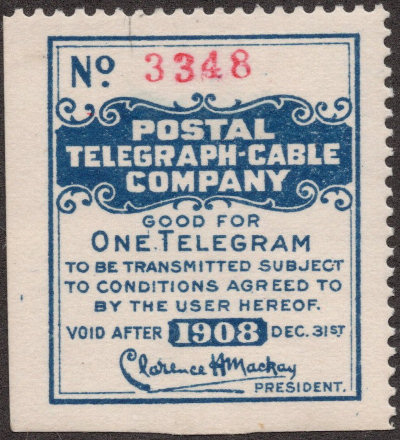 No. 3348
POSTAL
TELEGRAPH-CABLE
COMPANY
GOOD FOR
ONE TELEGRAM
TO BE TRANSMITTED SUBJECT
TO CONDITIONS AGREED TO
BY THE USER HEREOF.
VOID AFTER 1908 DEC. 31ST
Clarence H Mackay
PRESIDENT.